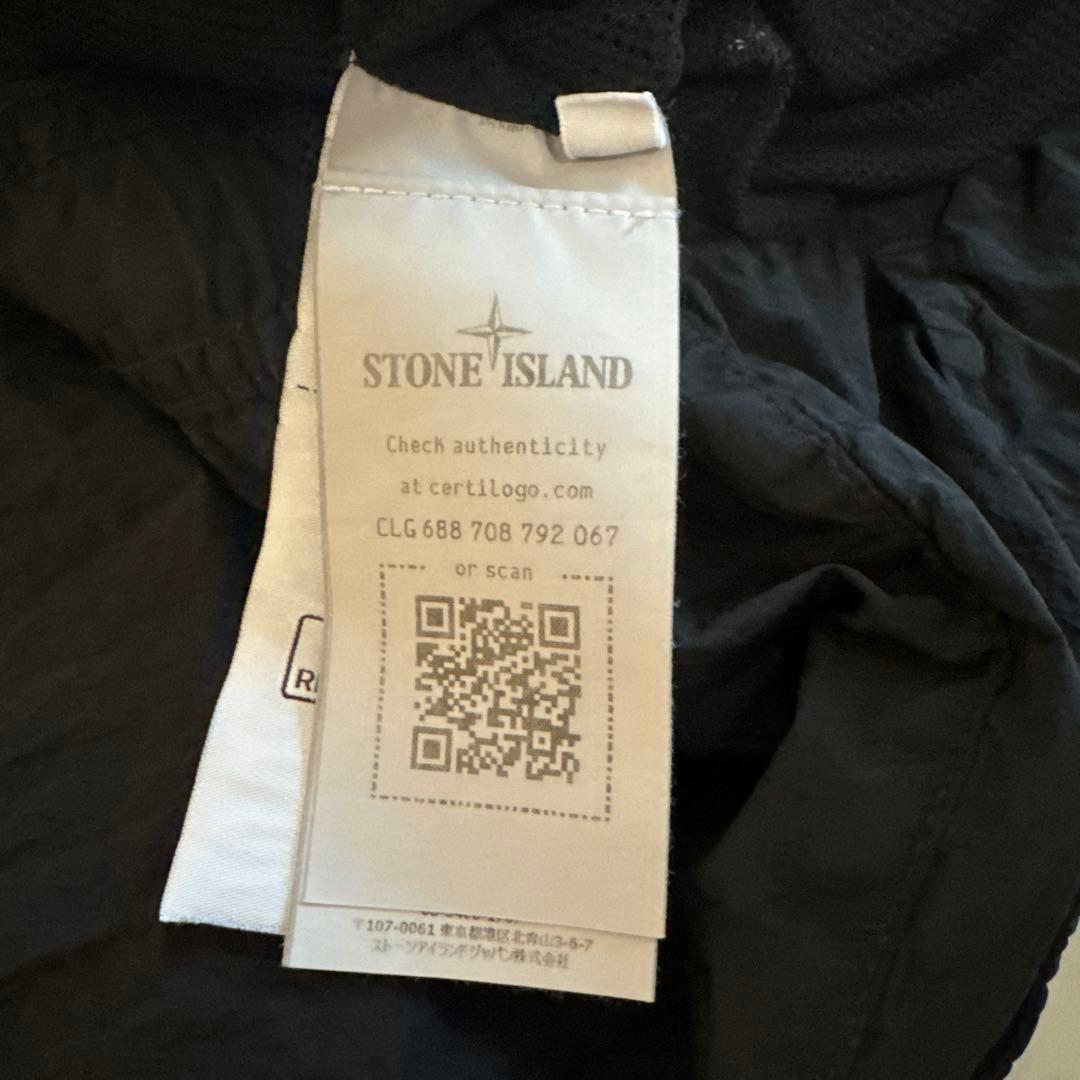 STONE ISLAND
Check authenticity
at certilogo.com
CLG 688 708 792 067
or scan
〒107-0061 東京都港区北青山3-6-7
ストーンアイランドジャパン株式会社